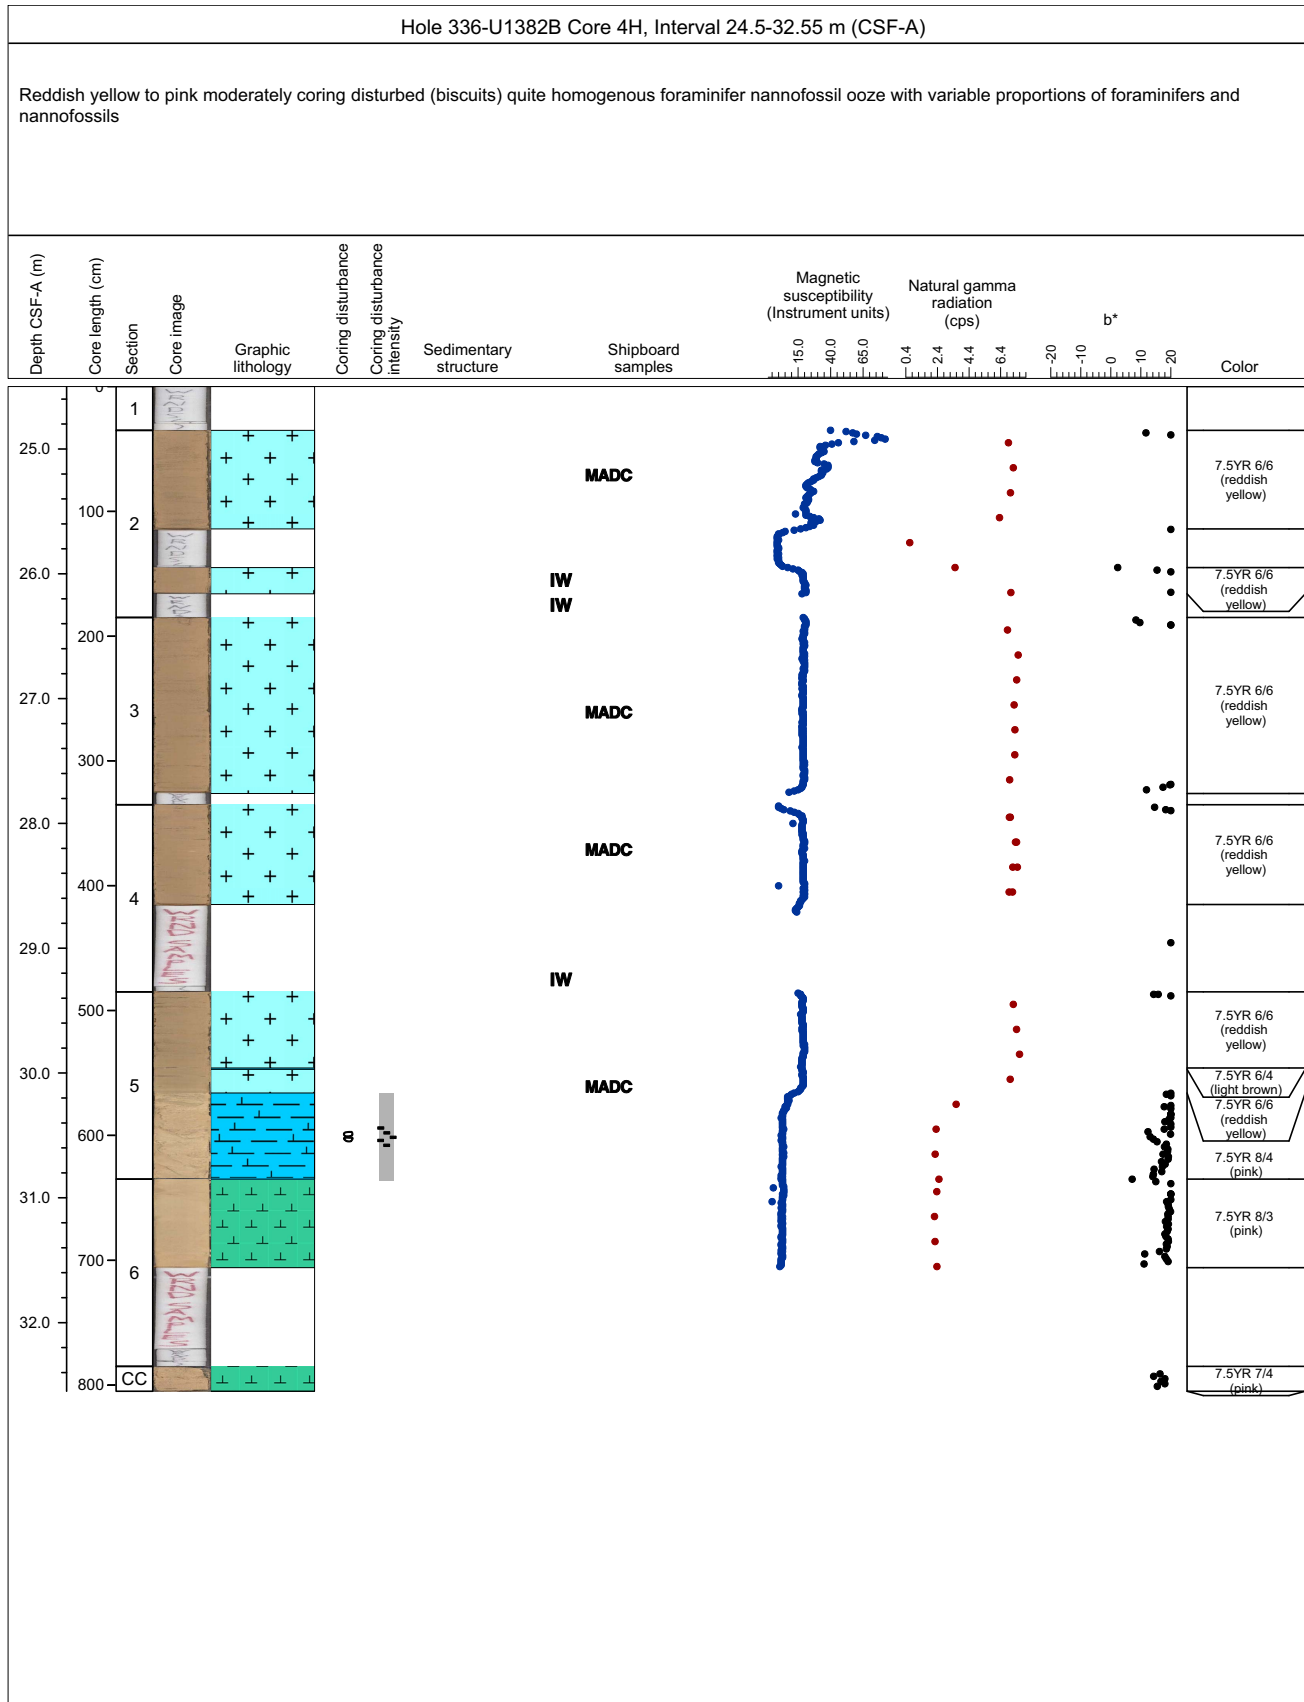 Hole 336-U1382B Core 4H, Interval 24.5-32.55 m (CSF-A)
Reddish yellow to pink moderately coring disturbed (biscuits) quite homogenous foraminifer nannofossil ooze with variable proportions of foraminifers and
nannofossils
Depth CSF-A (m)
Core length (cm)
Section
Core image
Graphic
lithology
Coring disturbance
Coring disturbance
intensity
Sedimentary
structure
Shipboard
samples
Magnetic
susceptibility
(Instrument units)
15.0 40.0 65.0
Natural gamma
radiation
(cps)
0.4 2.4 4.4 6.4
b*
-20 -10 0 10 20
Color
0
1
25.0
MADC
7.5YR 6/6
(reddish
yellow)
100
2
26.0
IW
7.5YR 6/6
(reddish
yellow)
IW
200
27.0
3
MADC
7.5YR 6/6
(reddish
yellow)
300
28.0
MADC
7.5YR 6/6
(reddish
yellow)
400
4
29.0
IW
500
7.5YR 6/6
(reddish
yellow)
30.0
5
MADC
7.5YR 6/4
(light brown)
7.5YR 6/6
(reddish
yellow)
600
7.5YR 8/4
(pink)
31.0
7.5YR 8/3
(pink)
700
6
32.0
CC
800
7.5YR 7/4
(pink)